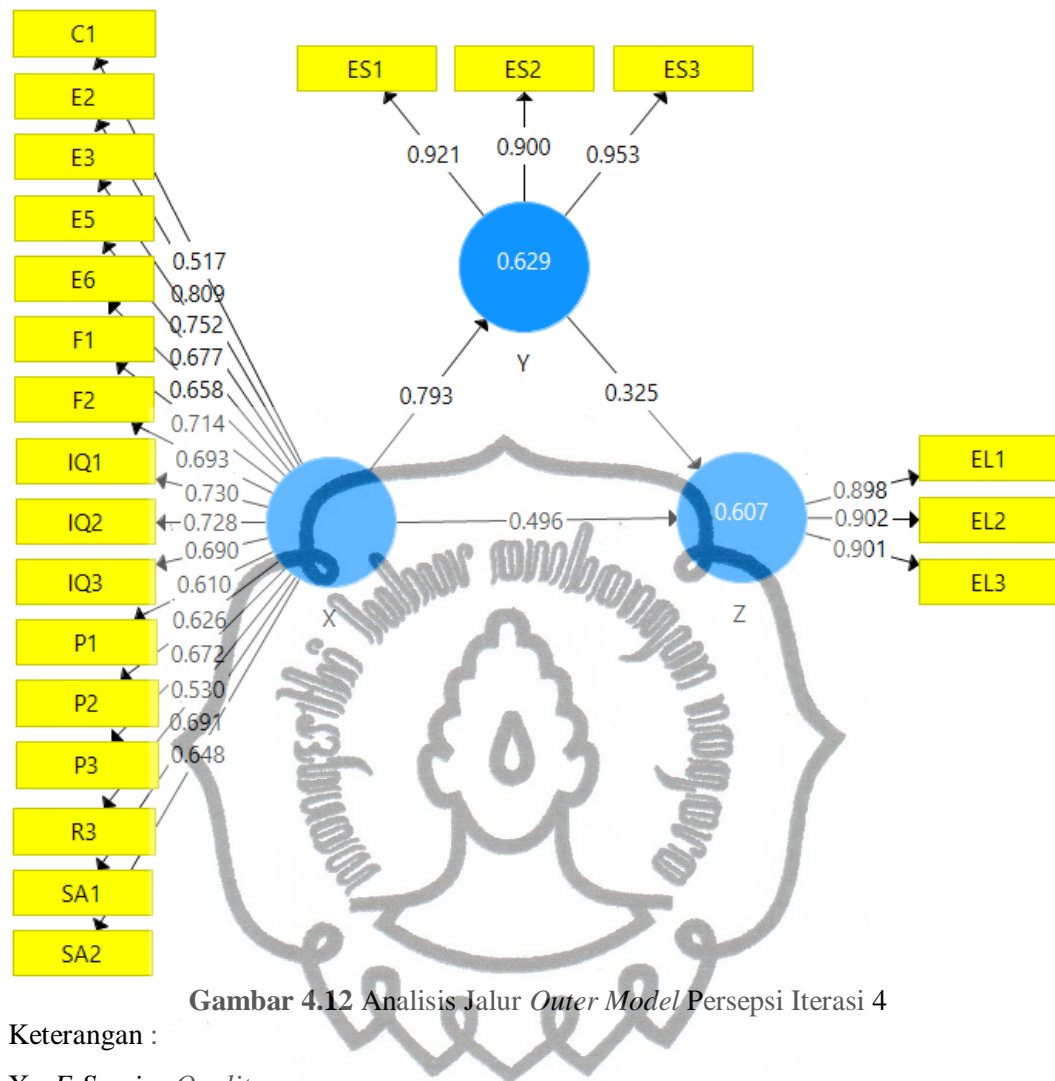 C1
E2
E3
E5
E6
F1
F2
IQ1
IQ2
IQ3
P1
P2
P3
R3
SA1
SA2
0.517
0.809
0.752
0.677
0.658
0.714
0.693
0.730
0.728
0.690
0.610
0.626
0.672
0.530
0.691
0.648
ES1 ES2 ES3
0.921 0.900 0.953
0.629
Y
0.793 0.325
0.496
X
0.607
Z
0.898
0.902
0.901
EL1
EL2
EL3
Gambar 4.12 Analisis Jalur Outer Model Persepsi Iterasi 4
Keterangan :